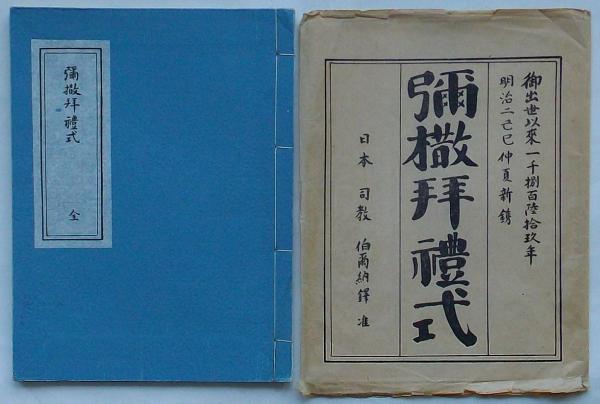 彌撒拜禮式
全
御出世以來一千捌百陸拾玖年
明治二己巳仲夏新鐫
彌撒拜禮式
日本 司教 伯爾納鐸 准